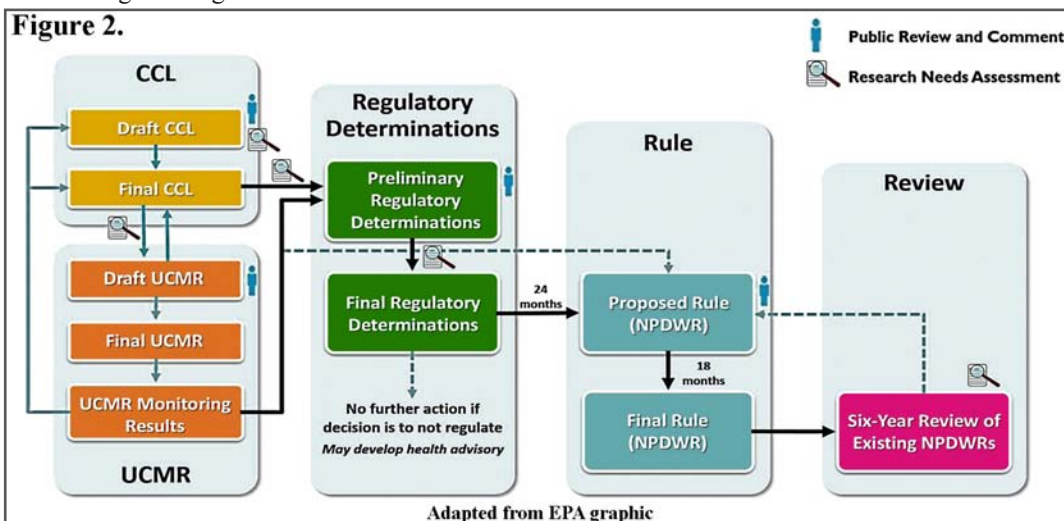 Figure 2.
Public Review and Comment
Research Needs Assessment
CCL
Draft CCL
Final CCL
Draft UCMR
Final UCMR
UCMR Monitoring
Results
UCMR
Regulatory
Determinations
Preliminary
Regulatory
Determinations
Final Regulatory
Determinations
No further action if
decision is to not regulate
May develop health advisory
24
months
Rule
Proposed Rule
(NPDWR)
18
months
Final Rule
(NPDWR)
Review
Six-Year Review of
Existing NPDWRs
Adapted from EPA graphic